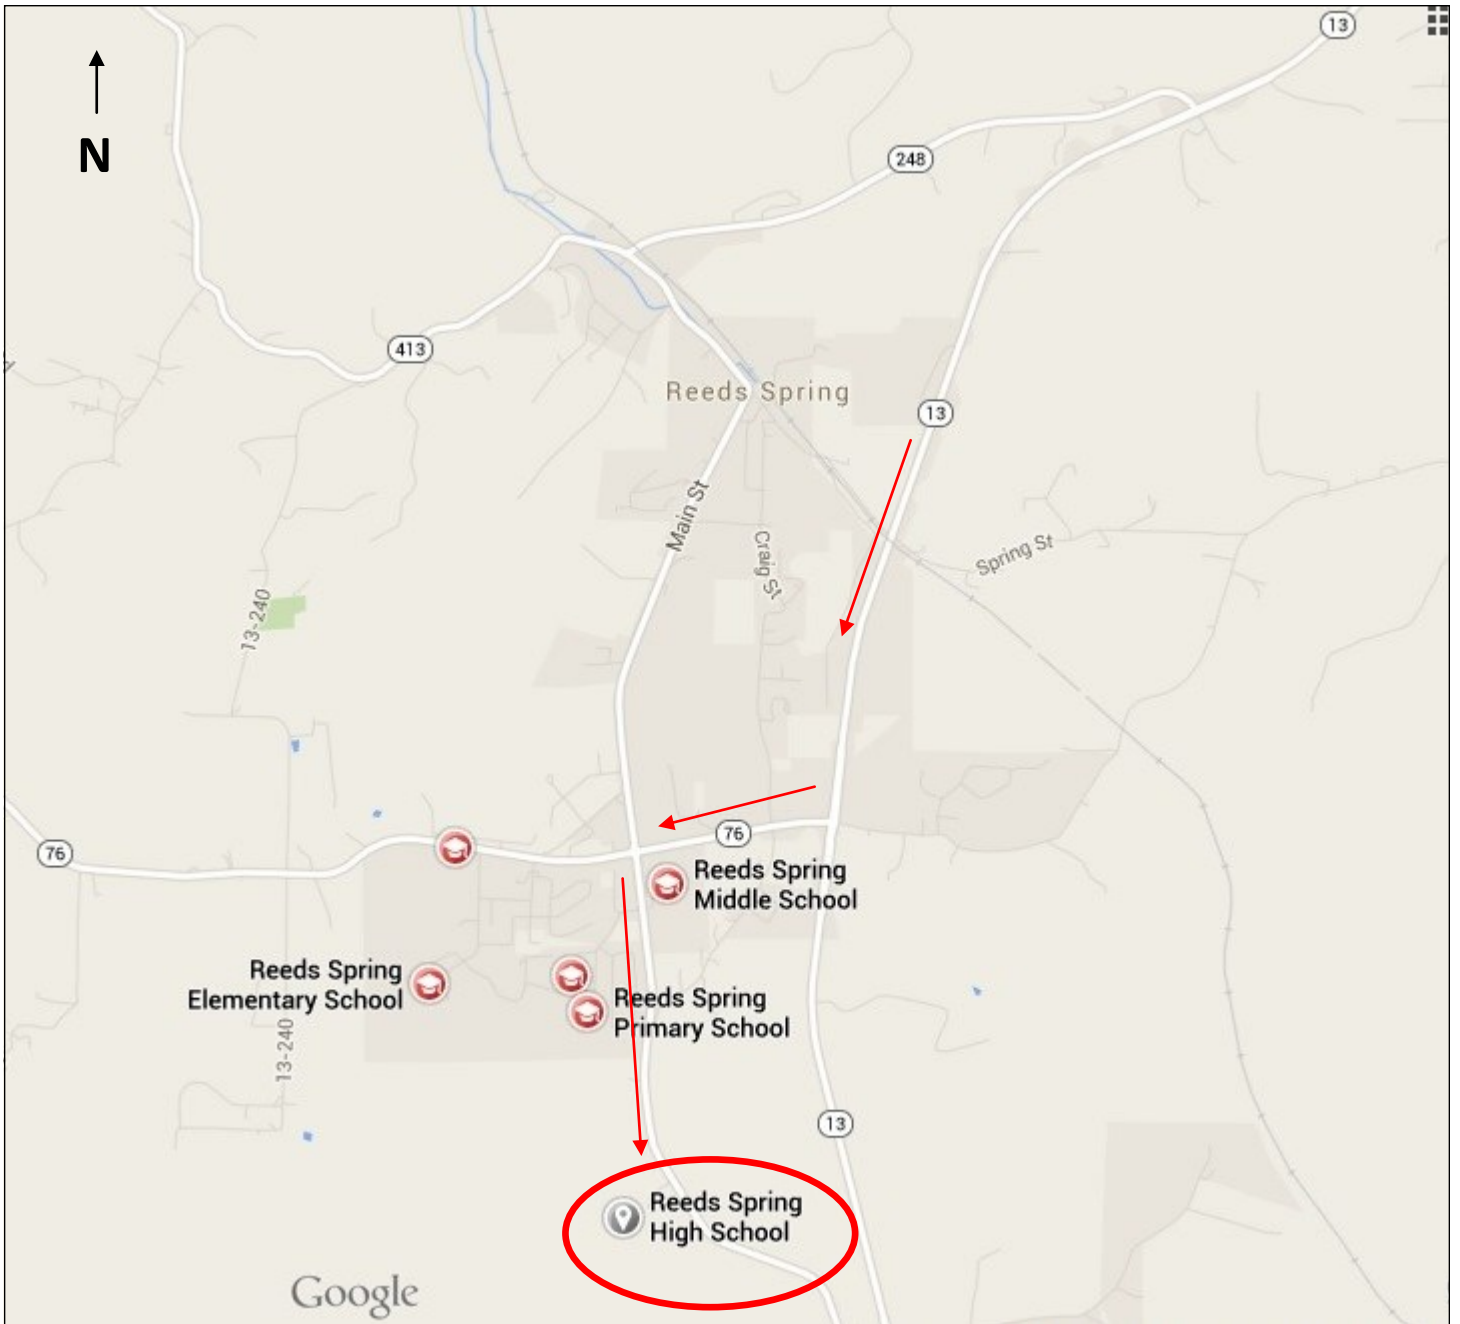 13
N
248
413
Reeds Spring
13
Main St
Craig St
Spring St
13-240
76
76
Reeds Spring
Middle School
Reeds Spring
Elementary School
Reeds Spring
Primary School
13-240
13
Reeds Spring
High School
Google